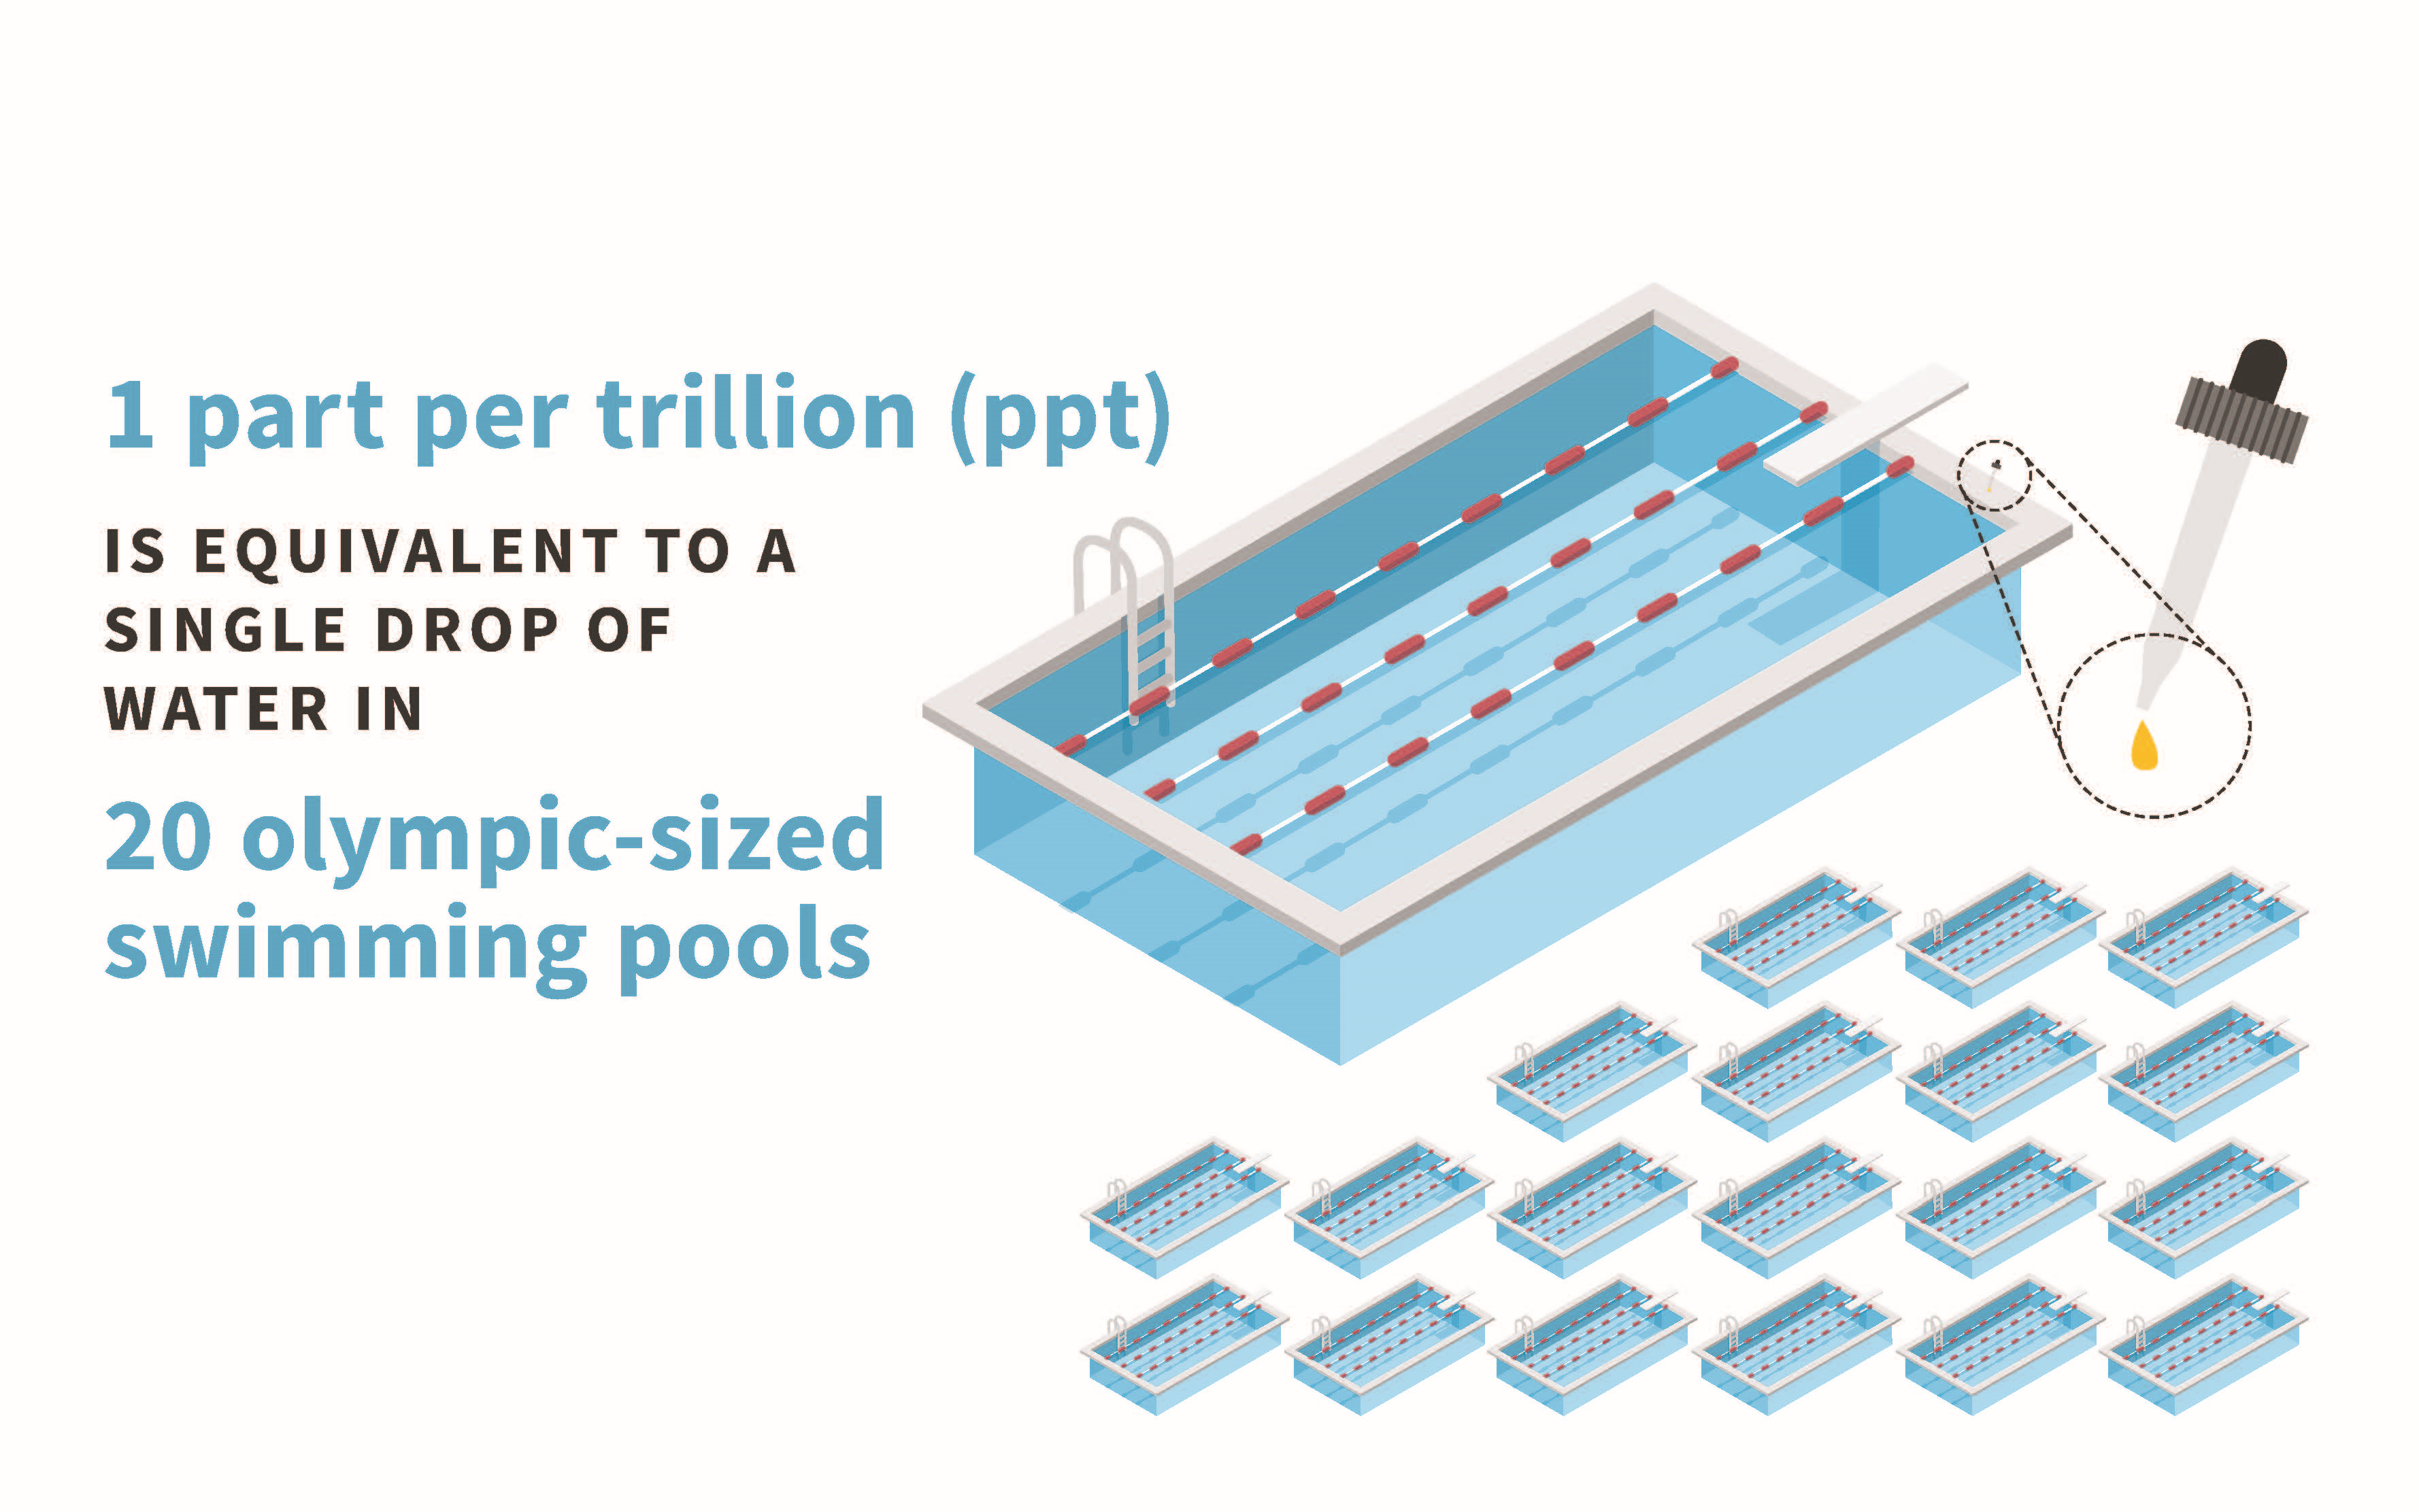 1 part per trillion (ppt)
IS EQUIVALENT TO A
SINGLE DROP OF
WATER IN
20 olympic-sized
swimming pools